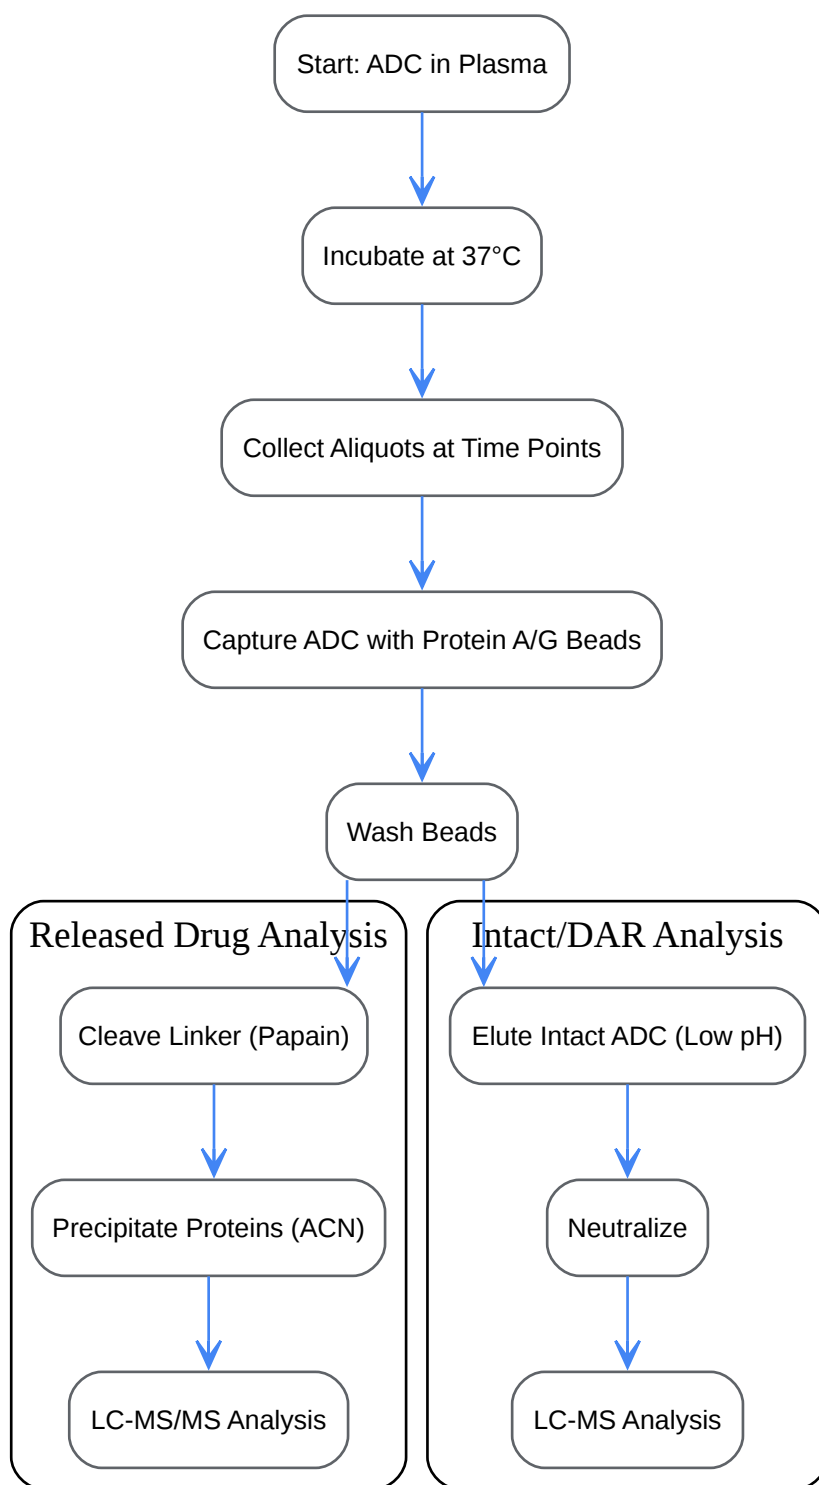 Start: ADC in Plasma
Incubate at 37°C
Collect Aliquots at Time Points
Capture ADC with Protein A/G Beads
Wash Beads
Released Drug Analysis
Cleave Linker (Papain)
Precipitate Proteins (ACN)
LC-MS/MS Analysis
Intact/DAR Analysis
Elute Intact ADC (Low pH)
Neutralize
LC-MS Analysis